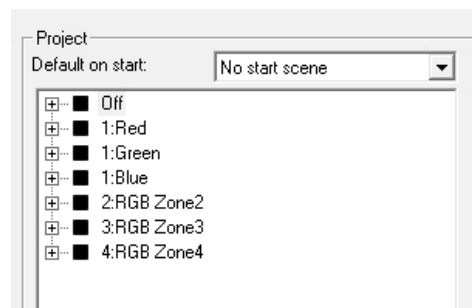 Project
Default on start: No start scene
Off
1:Red
1:Green
1:Blue
2:RGB Zone2
3:RGB Zone3
4:RGB Zone4